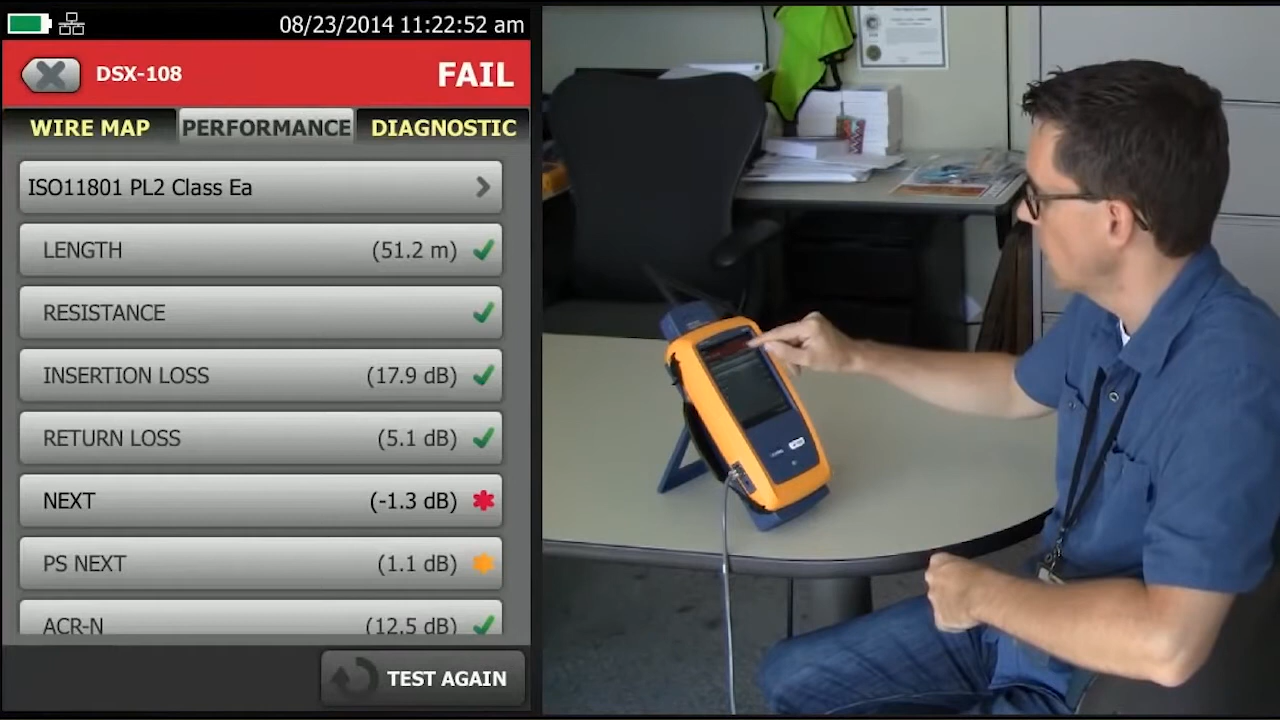 08/23/2014 11:22:52 am
DSX-108
FAIL
WIRE MAP
PERFORMANCE
DIAGNOSTIC
ISO11801 PL2 Class Ea
LENGTH (51.2 m)
RESISTANCE
INSERTION LOSS (17.9 dB)
RETURN LOSS (5.1 dB)
NEXT (-1.3 dB)
PS NEXT (1.1 dB)
ACR-N (12.5 dB)
TEST AGAIN